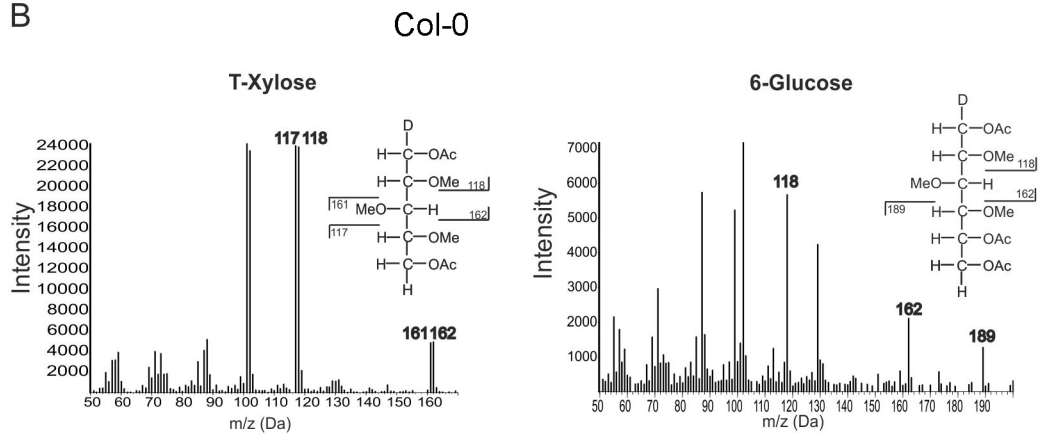 B
Col-0
T-Xylose
24000
22000
20000
18000
16000
14000
12000
10000
8000
6000
4000
2000
Intensity
50 60 70 80 90 100 110 120 130 140 150 160
m/z (Da)
117 118
161 162
D
H C OAc
H C OMe 118
161 MeO C H 162
117 H C OMe
H C OAc
H
6-Glucose
7000
6000
5000
4000
3000
2000
1000
Intensity
50 60 70 80 90 100 110 120 130 140 150 160 170 180 190
m/z (Da)
118
162
189
D
H C OAc
H C OMe 118
MeO C H 162
189 H C OMe
H C OAc
H C OAc
H